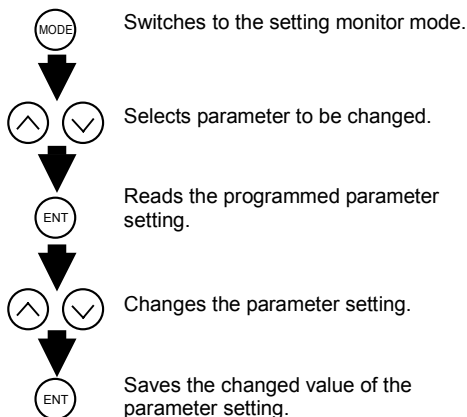 MODE Switches to the setting monitor mode.
Selects parameter to be changed.
Reads the programmed parameter
ENT setting.
Changes the parameter setting.
ENT Saves the changed value of the
parameter setting.